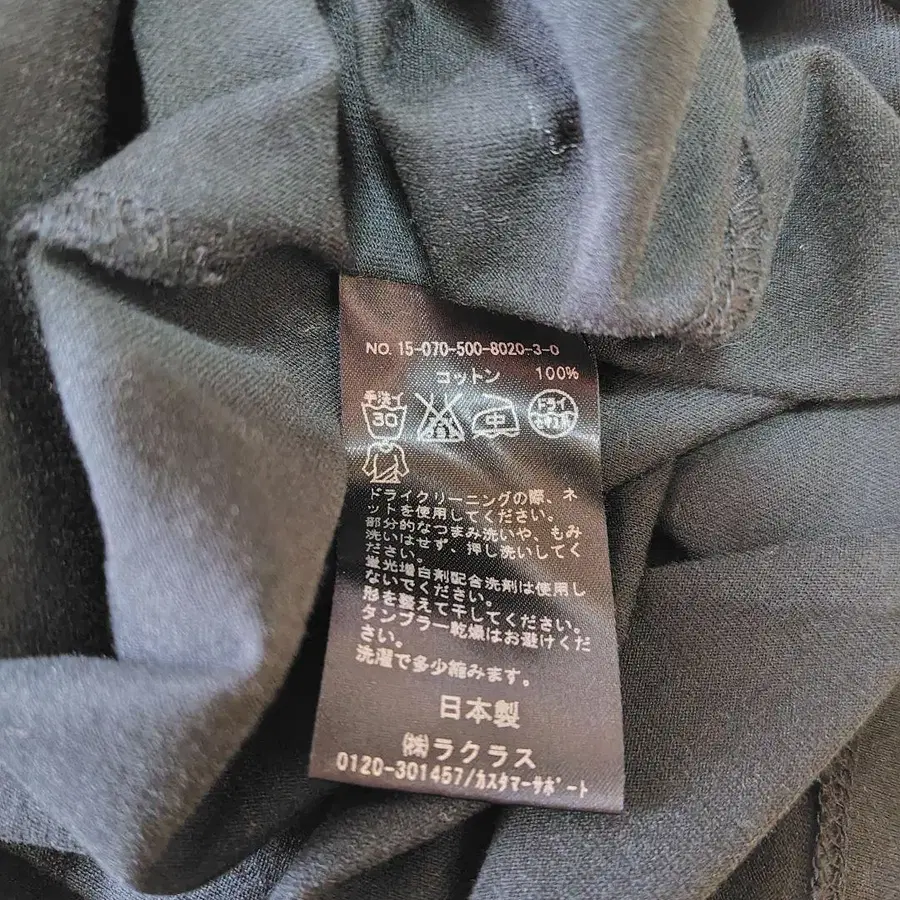 NO. 15-070-500-8020-3-0
コットン 100%
手洗イ
30
中
ドライ
セキユ系
ドライクリーニングの際、ネ
ットを使用してください。
部分的なつまみ洗いや、もみ
洗いはせず、押し洗いしてく
ださい。
蛍光増白剤配合洗剤は使用し
ないでください。
形を整えて干してください。
タンブラー乾燥はお避けくだ
さい。
洗濯で多少縮みます。
日本製
㈱ラクラス
0120-301457/カスタマーサポート